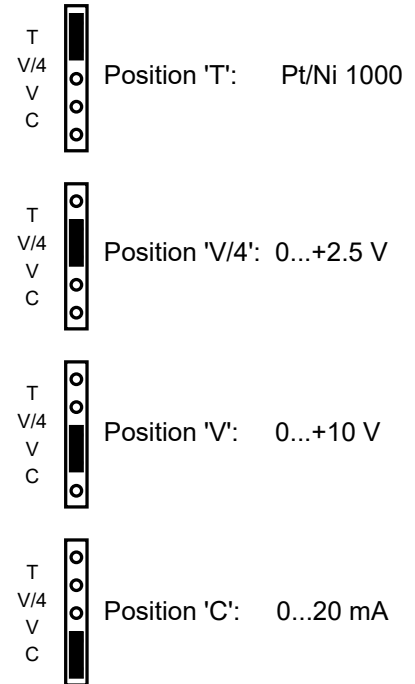 T
V/4
V
C
Position 'T': Pt/Ni 1000
T
V/4
V
C
Position 'V/4': 0...+2.5 V
T
V/4
V
C
Position 'V': 0...+10 V
T
V/4
V
C
Position 'C': 0...20 mA